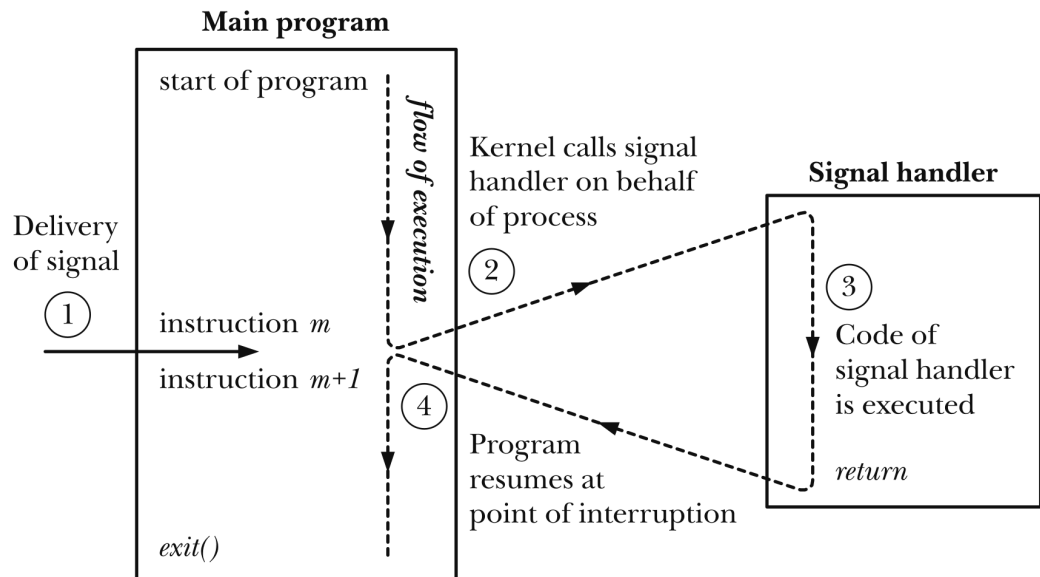 Main program
start of program
flow of execution
Kernel calls signal
handler on behalf
of process
Signal handler
Delivery
of signal
1
2
3
instruction m
instruction m+1
4
Code of
signal handler
is executed
Program
resumes at
point of interruption
return
exit()